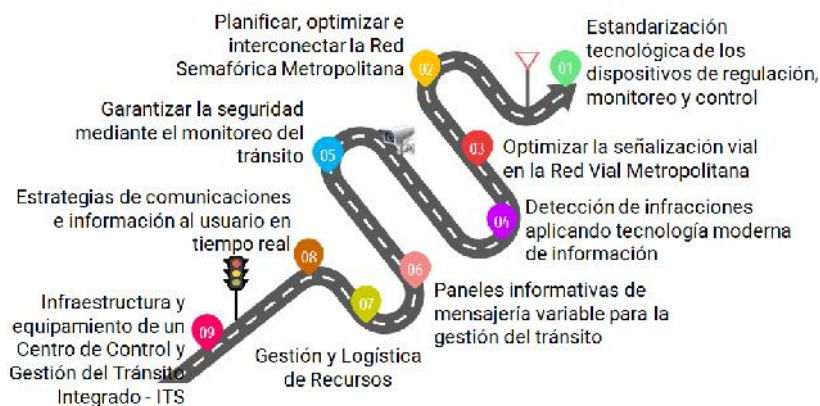 01
Estandarización
tecnológica de los
dispositivos de regulación,
monitoreo y control
02
Planificar, optimizar e
interconectar la Red
Semafórica Metropolitana
03
Optimizar la señalización vial
en la Red Vial Metropolitana
04
Detección de infracciones
aplicando tecnología moderna
de información
05
Garantizar la seguridad
mediante el monitoreo del
tránsito
06
Paneles informativas de
mensajería variable para la
gestión del tránsito
07
Gestión y Logística
de Recursos
08
Estrategias de comunicaciones
e información al usuario en
tiempo real
09
Infraestructura y
equipamiento de un
Centro de Control y
Gestión del Tránsito
Integrado - ITS